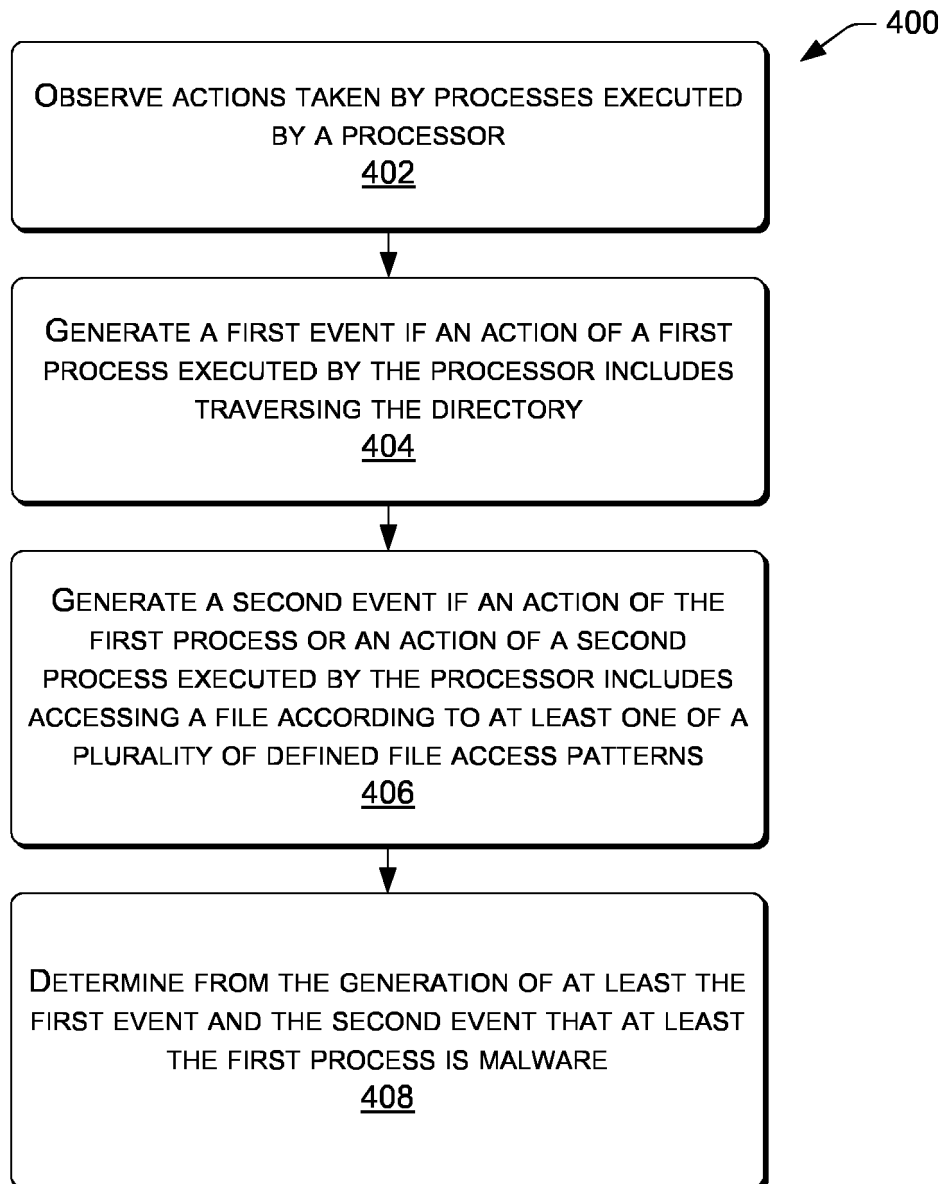 400
OBSERVE ACTIONS TAKEN BY PROCESSES EXECUTED
BY A PROCESSOR
402
GENERATE A FIRST EVENT IF AN ACTION OF A FIRST
PROCESS EXECUTED BY THE PROCESSOR INCLUDES
TRAVERSING THE DIRECTORY
404
GENERATE A SECOND EVENT IF AN ACTION OF THE
FIRST PROCESS OR AN ACTION OF A SECOND
PROCESS EXECUTED BY THE PROCESSOR INCLUDES
ACCESSING A FILE ACCORDING TO AT LEAST ONE OF A
PLURALITY OF DEFINED FILE ACCESS PATTERNS
406
DETERMINE FROM THE GENERATION OF AT LEAST THE
FIRST EVENT AND THE SECOND EVENT THAT AT LEAST
THE FIRST PROCESS IS MALWARE
408